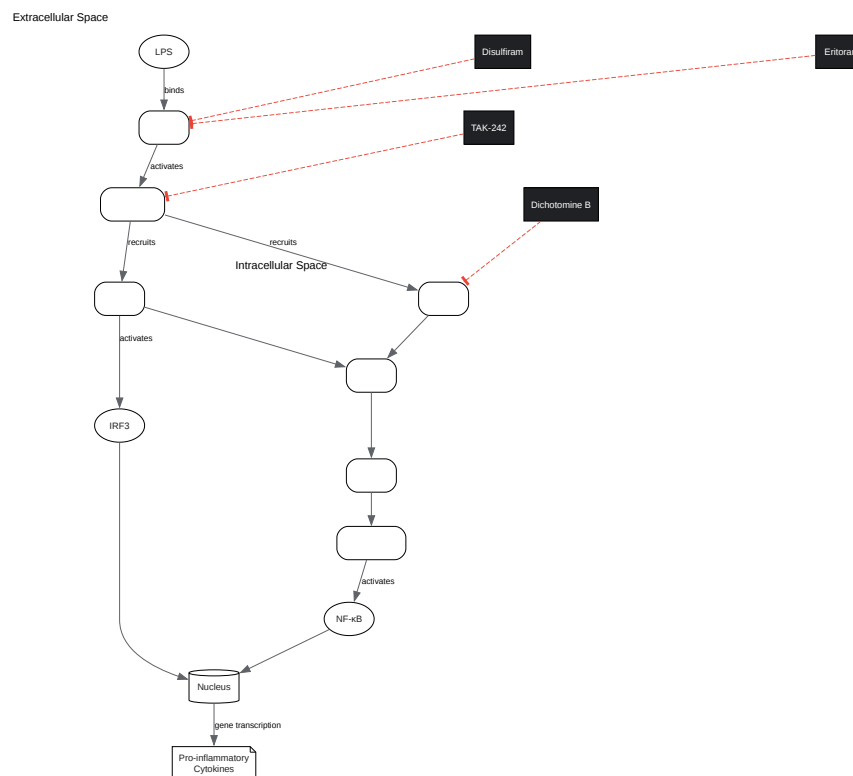 Extracellular Space
LPS
Disulfiram
binds
TAK-242
activates
Dichotomine B
recruits
recruits
Intracellular Space
activates
IRF3
activates
NF-κB
Nucleus
gene transcription
Pro-inflammatory
Cytokines